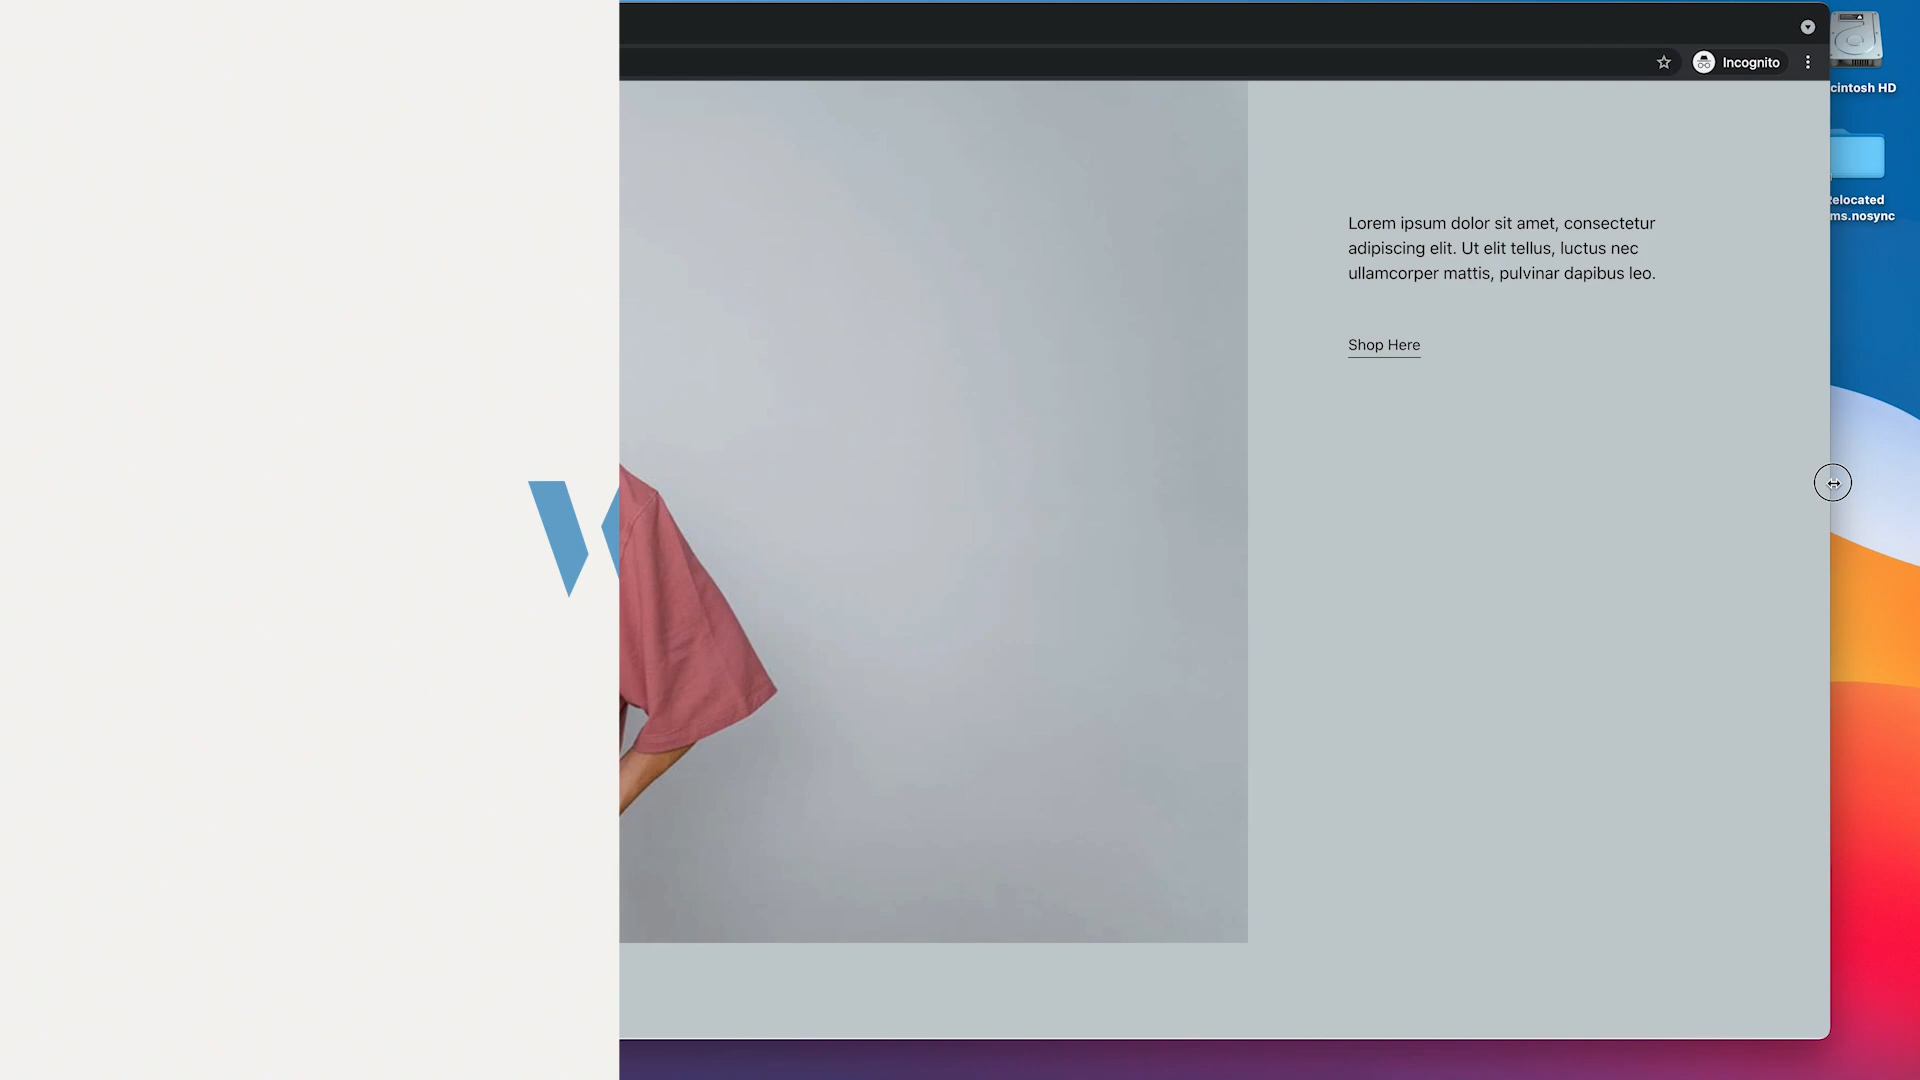 Incognito
cintosh HD
elocated
ms.nosync
Lorem ipsum dolor sit amet, consectetur
adipiscing elit. Ut elit tellus, luctus nec
ullamcorper mattis, pulvinar dapibus leo.
Shop Here